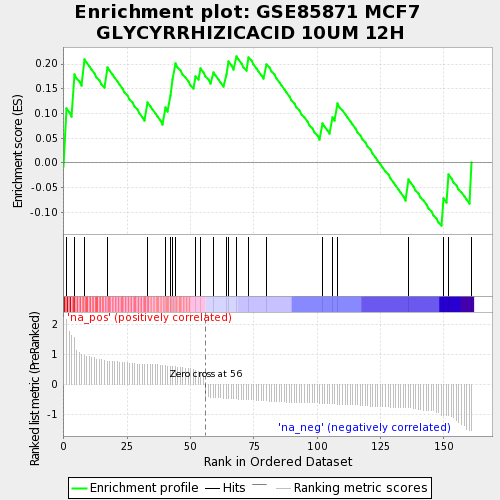 Enrichment plot: GSE85871 MCF7
GLYCYRRHIZICACID 10UM 12H
Enrichment score (ES)
0.20
0.15
0.10
0.05
0.00
-0.05
-0.10
'na_pos' (positively correlated)
Ranked list metric (PreRanked)
2
1
0
-1
Zero cross at 56
'na_neg' (negatively correlated)
0 25 50 75 100 125 150
Rank in Ordered Dataset
Enrichment profile Hits Ranking metric scores